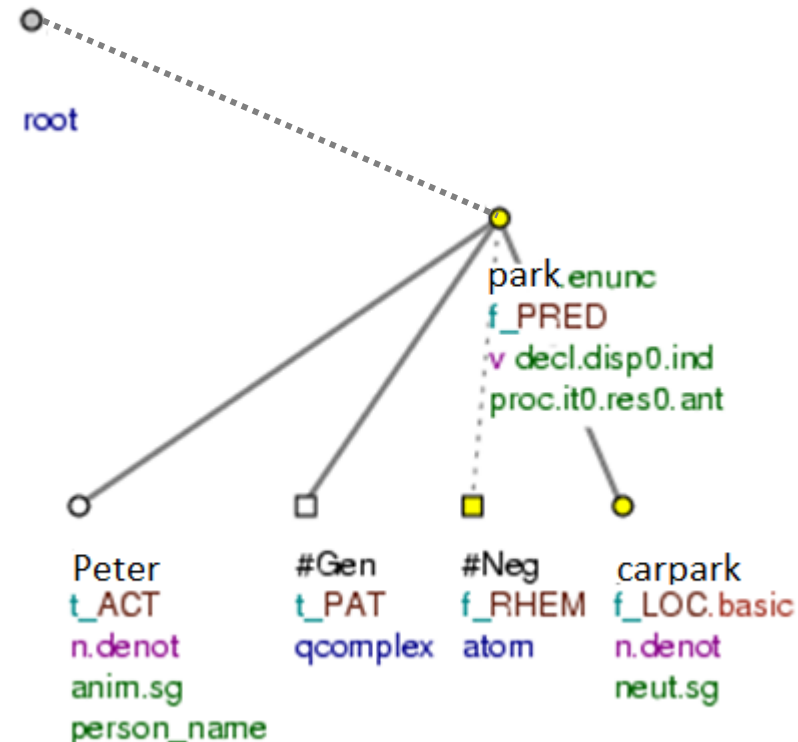 root
park.enunc
f_PRED
v decl.disp0.ind
proc.it0.res0.ant
Peter
t_ACT
n.denot
anim.sg
person_name
#Gen
t_PAT
qcomplex
#Neg
f_RHEM
atom
carpark
f_LOC.basic
n.denot
neut.sg